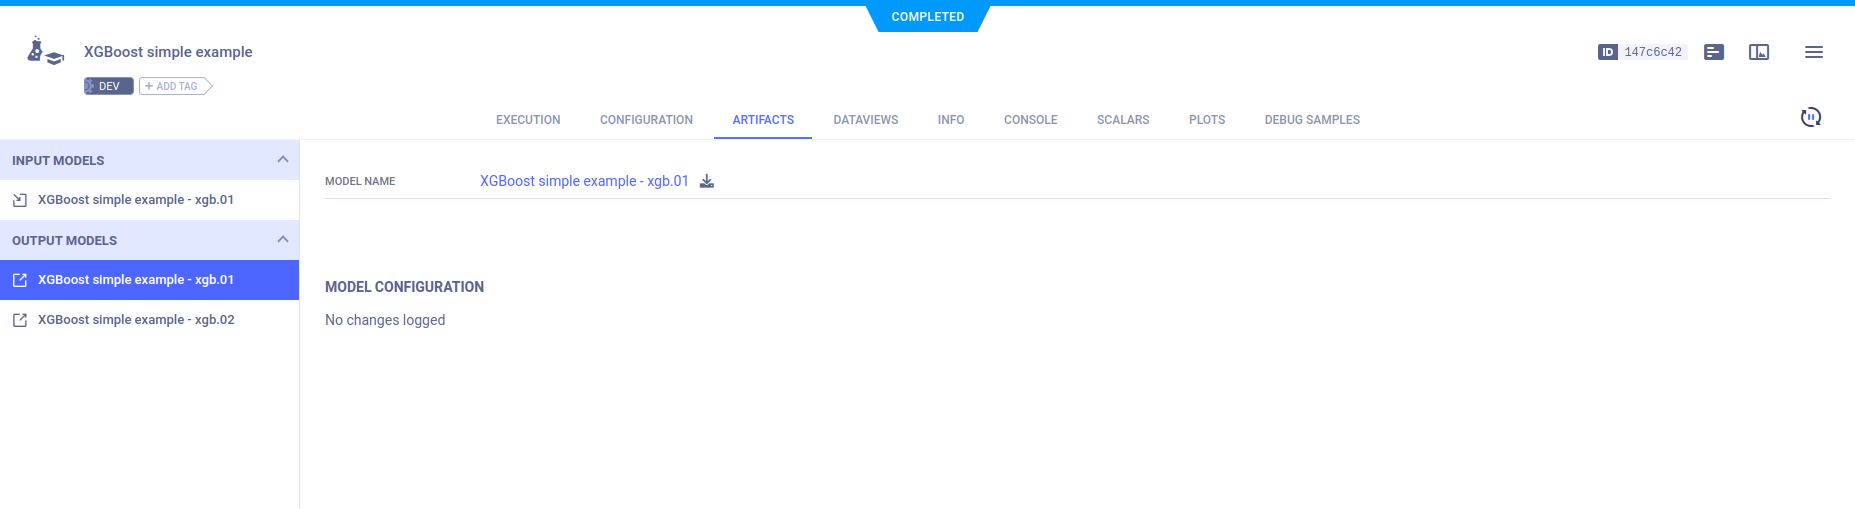 COMPLETED
XGBoost simple example
ID 147c6c42
DEV
+ ADD TAG
EXECUTION CONFIGURATION ARTIFACTS DATAVIEWS INFO CONSOLE SCALARS PLOTS DEBUG SAMPLES
INPUT MODELS
XGBoost simple example - xgb.01
OUTPUT MODELS
XGBoost simple example - xgb.01
XGBoost simple example - xgb.02
MODEL NAME XGBoost simple example - xgb.01
MODEL CONFIGURATION
No changes logged